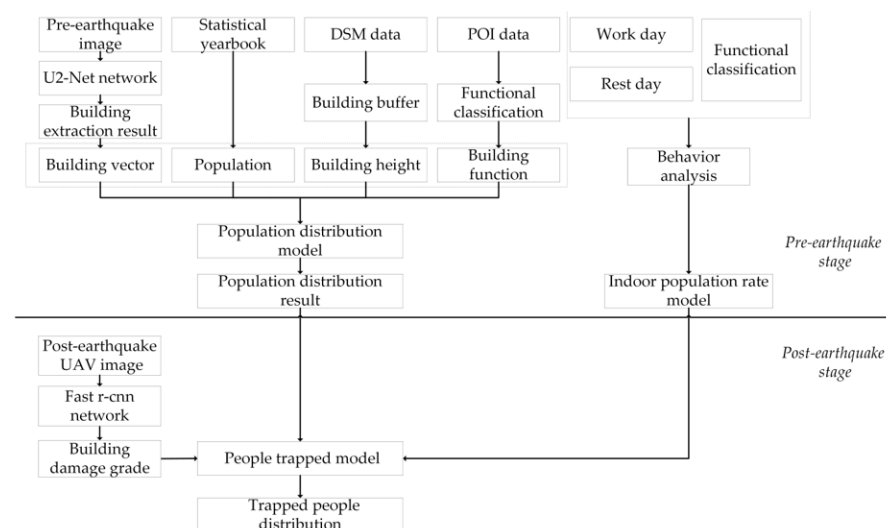 Pre-earthquake
image
Statistical
yearbook
DSM data
POI data
Work day
Functional
classification
Rest day
U2-Net network
Building buffer
Functional
classification
Building
extraction result
Building vector
Population
Building height
Building
function
Behavior
analysis
Population distribution
model
Pre-earthquake
stage
Population distribution
result
Indoor population rate
model
Post-earthquake
UAV image
Post-earthquake
stage
Fast r-cnn
network
Building
damage grade
People trapped model
Trapped people
distribution